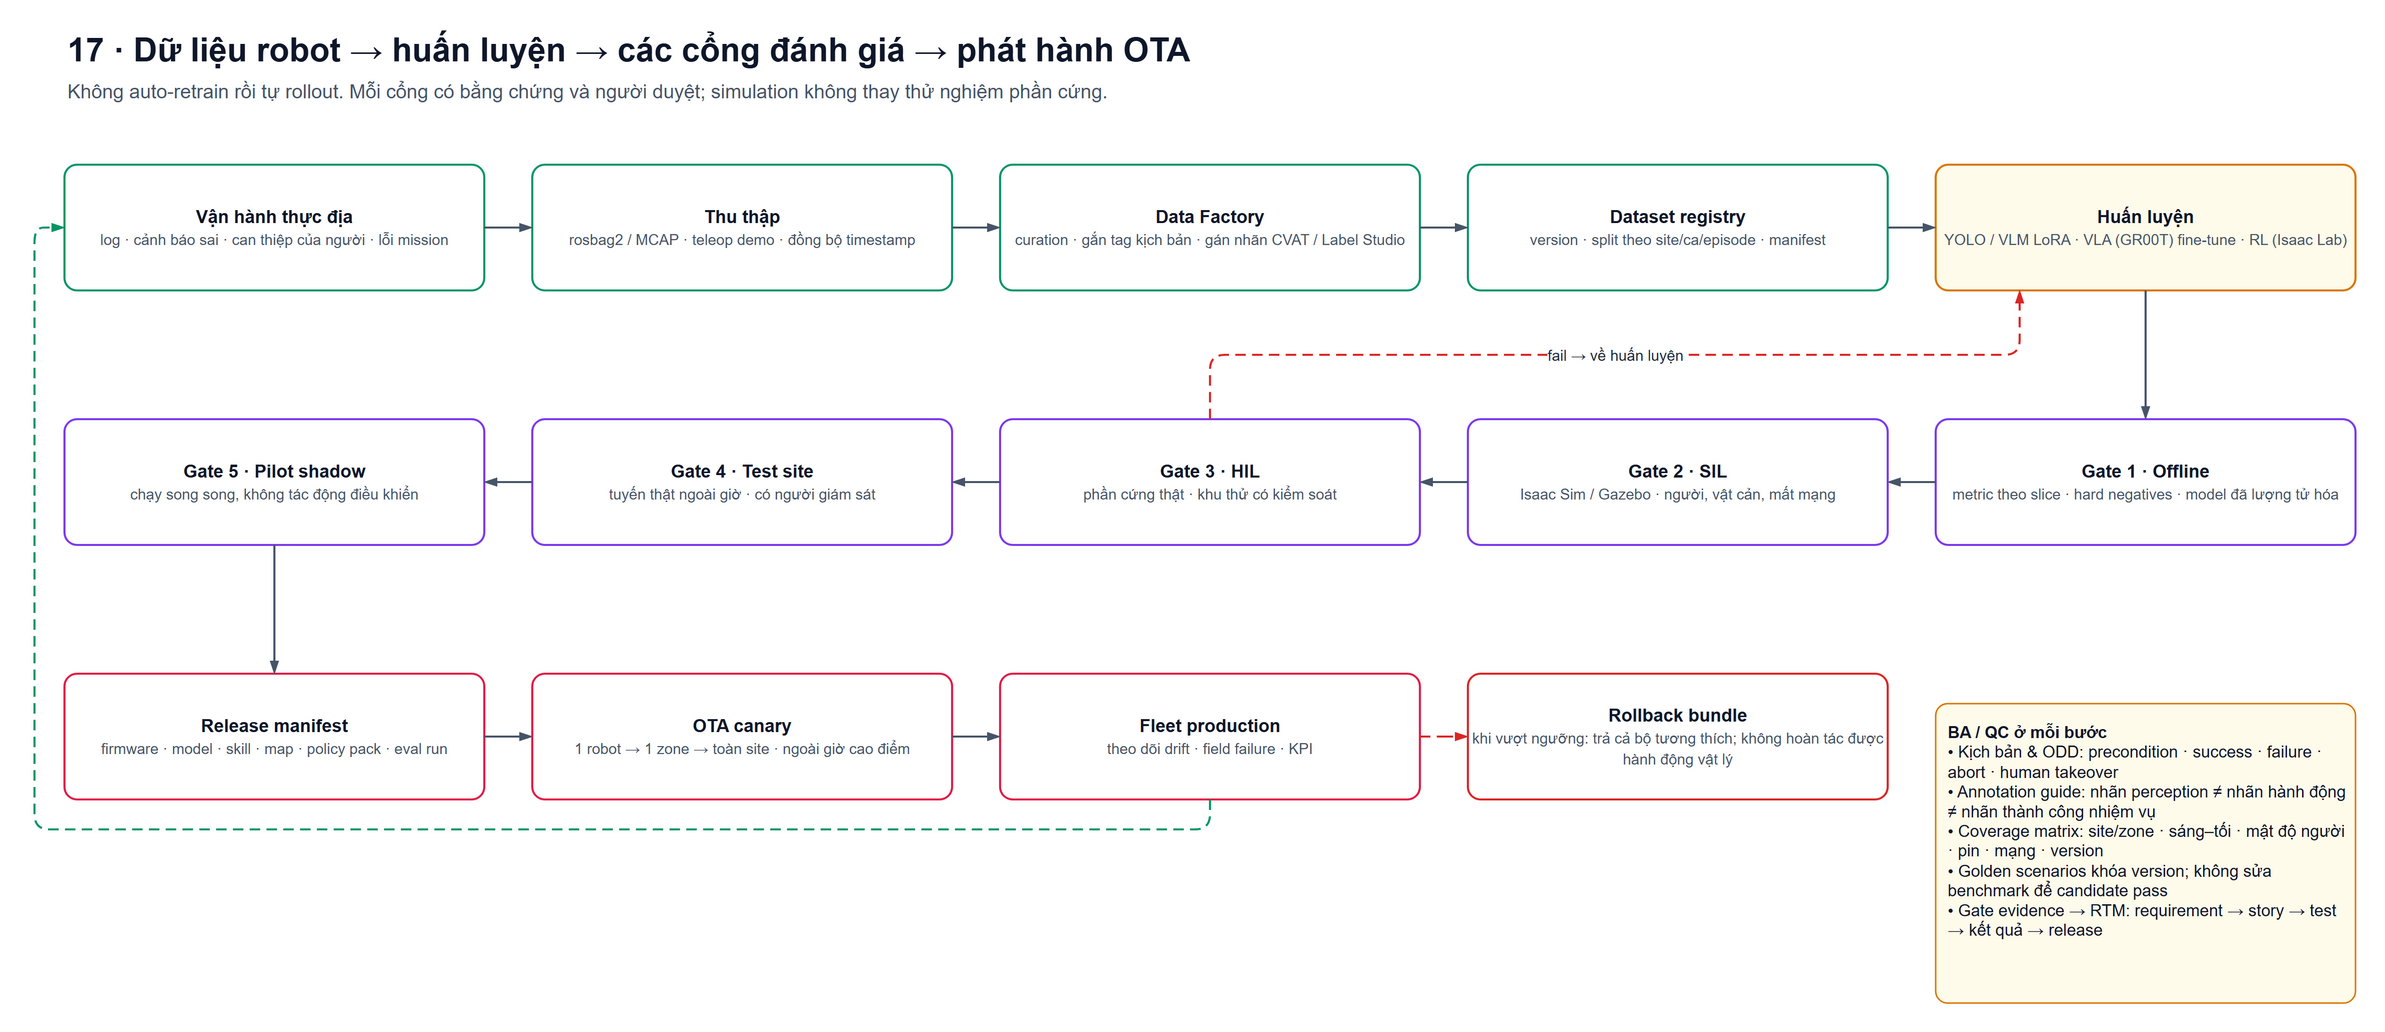 17 · Dữ liệu robot → huấn luyện → các cổng đánh giá → phát hành OTA
Không auto-retrain rồi tự rollout. Mỗi cổng có bằng chứng và người duyệt; simulation không thay thử nghiệm phần cứng.
Vận hành thực địa
log · cảnh báo sai · can thiệp của người · lỗi mission
Thu thập
rosbag2 / MCAP · teleop demo · đồng bộ timestamp
Data Factory
curation · gắn tag kịch bản · gán nhãn CVAT / Label Studio
Dataset registry
version · split theo site/ca/episode · manifest
Huấn luyện
YOLO / VLM LoRA · VLA (GR00T) fine-tune · RL (Isaac Lab)
fail → về huấn luyện
Gate 5 · Pilot shadow
chạy song song, không tác động điều khiển
Gate 4 · Test site
tuyến thật ngoài giờ · có người giám sát
Gate 3 · HIL
phần cứng thật · khu thử có kiểm soát
Gate 2 · SIL
Isaac Sim / Gazebo · người, vật cản, mất mạng
Gate 1 · Offline
metric theo slice · hard negatives · model đã lượng tử hóa
Release manifest
firmware · model · skill · map · policy pack · eval run
OTA canary
1 robot → 1 zone → toàn site · ngoài giờ cao điểm
Fleet production
theo dõi drift · field failure · KPI
Rollback bundle
khi vượt ngưỡng: trả cả bộ tương thích; không hoàn tác được
hành động vật lý
BA / QC ở mỗi bước
• Kịch bản & ODD: precondition · success · failure ·
abort · human takeover
• Annotation guide: nhãn perception ≠ nhãn hành động
≠ nhãn thành công nhiệm vụ
• Coverage matrix: site/zone · sáng–tối · mật độ người
· pin · mạng · version
• Golden scenarios khóa version; không sửa
benchmark để candidate pass
• Gate evidence → RTM: requirement → story → test
→ kết quả → release